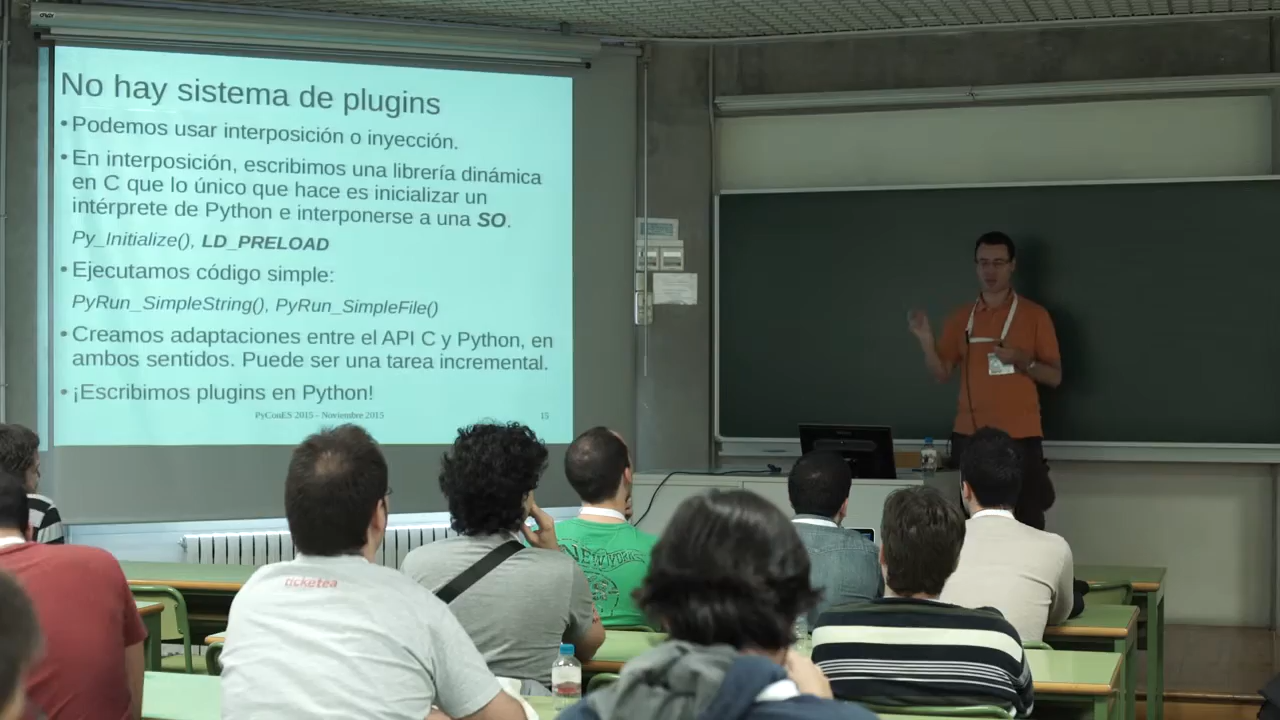 No hay sistema de plugins
• Podemos usar interposición o inyección.
• En interposición, escribimos una librería dinámica
en C que lo único que hace es inicializar un
intérprete de Python e interponerse a una SO.
Py_Initialize(), LD_PRELOAD
• Ejecutamos código simple:
PyRun_SimpleString(), PyRun_SimpleFile()
• Creamos adaptaciones entre el API C y Python, en
ambos sentidos. Puede ser una tarea incremental.
• ¡Escribimos plugins en Python!
PyConES 2015 - Noviembre 2015
15
ticketea